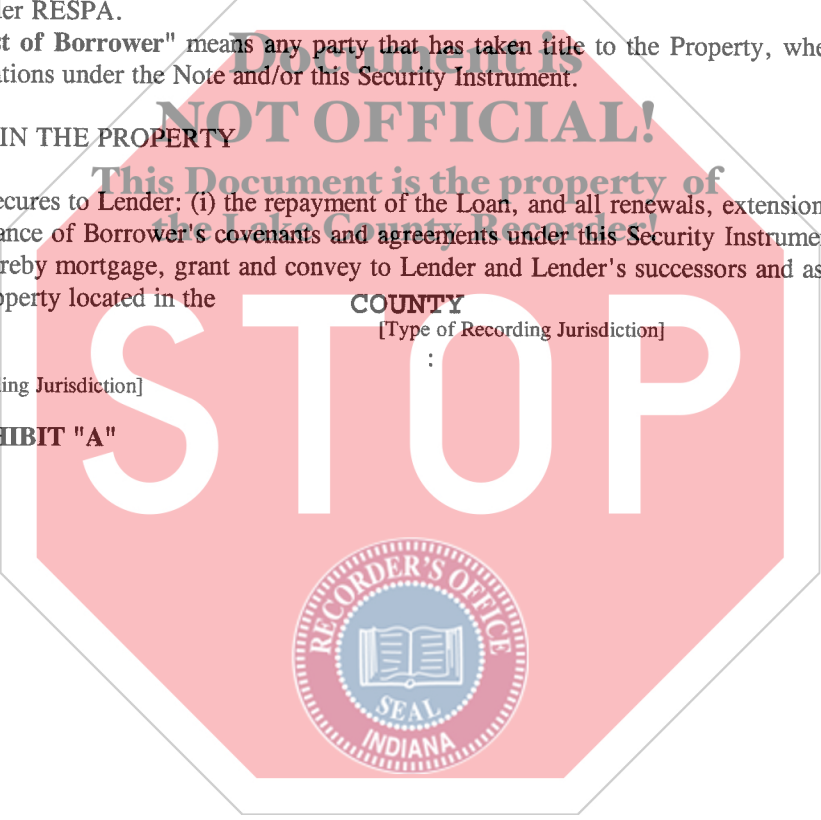 er RESPA.
t of Borrower" means any party that has taken title to the Property, whe
tions under the Note and/or this Security Instrument.
Document is
NOT OFFICIAL!
IN THE PROPERTY
This Document is the property of
ecures to Lender: (i) the repayment of the Loan, and all renewals, extension
the Lake County Recorder!
ance of Borrower's covenants and agreements under this Security Instrume
reby mortgage, grant and convey to Lender and Lender's successors and as
operty located in the COUNTY
[Type of Recording Jurisdiction]
:
ing Jurisdiction]
HIBIT "A"
STOP
RECORDER'S OFFICE
SEAL
INDIANA